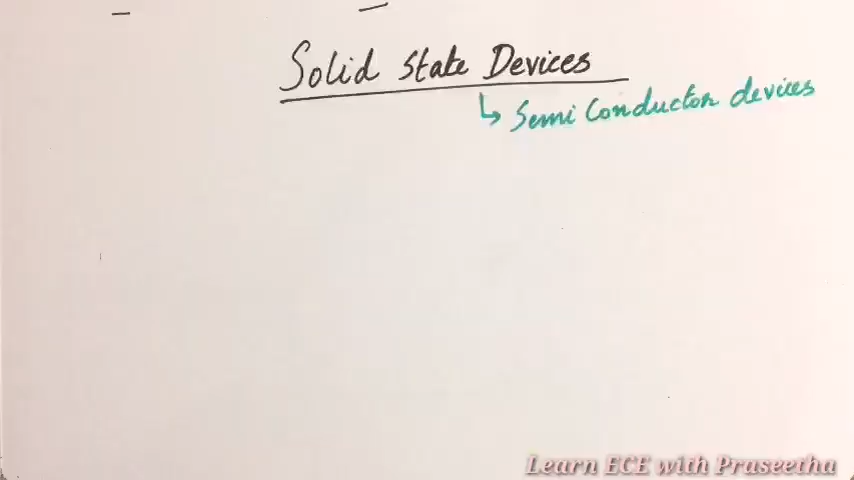 Solid State Devices
↳ Semi Conductor devices
Learn ECE with Praseetha